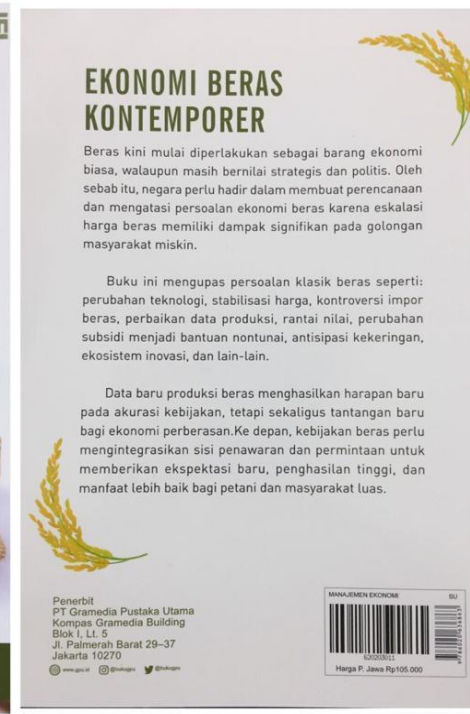 EKONOMI BERAS
KONTEMPORER
Beras kini mulai diperlakukan sebagai barang ekonomi
biasa, walaupun masih bernilai strategis dan politis. Oleh
sebab itu, negara perlu hadir dalam membuat perencanaan
dan mengatasi persoalan ekonomi beras karena eskalasi
harga beras memiliki dampak signifikan pada golongan
masyarakat miskin.
Buku ini mengupas persoalan klasik beras seperti:
perubahan teknologi, stabilisasi harga, kontroversi impor
beras, perbaikan data produksi, rantai nilai, perubahan
subsidi menjadi bantuan nontunai, antisipasi kekeringan,
ekosistem inovasi, dan lain-lain.
Data baru produksi beras menghasilkan harapan baru
pada akurasi kebijakan, tetapi sekaligus tantangan baru
bagi ekonomi perberasan.Ke depan, kebijakan beras perlu
mengintegrasikan sisi penawaran dan permintaan untuk
memberikan ekspektasi baru, penghasilan tinggi, dan
manfaat lebih baik bagi petani dan masyarakat luas.
Penerbit
PT Gramedia Pustaka Utama
Kompas Gramedia Building
Blok I, Lt. 5
Jl. Palmerah Barat 29-37
Jakarta 10270
www.gpu.id @bukugpu @bukugpu
MANAJEMEN EKONOMI BU
620203011
Harga P. Jawa Rp105.000